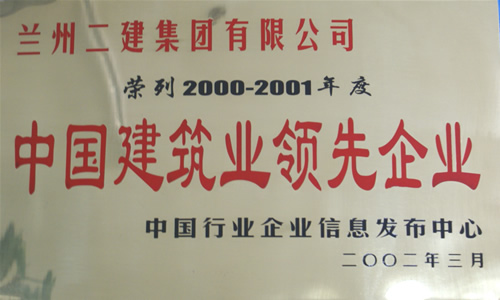 兰州二建集团有限公司
荣列2000-2001年度
中国建筑业领先企业
中国行业企业信息发布中心
二〇〇二年三月